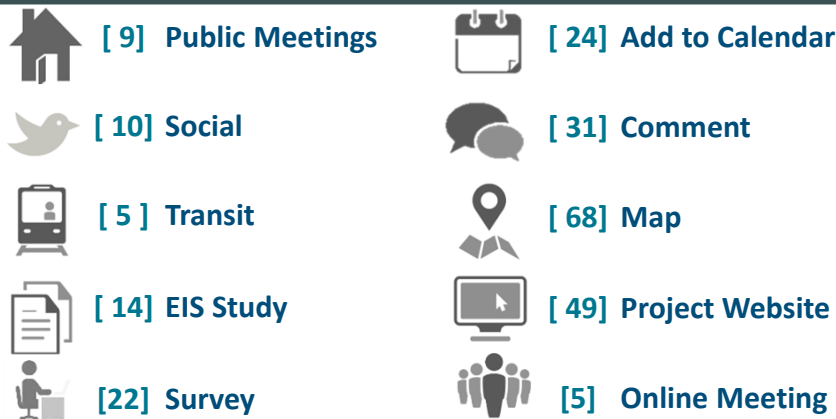 [ 9] Public Meetings
[ 24] Add to Calendar
[ 10] Social
[ 31] Comment
[ 5 ] Transit
[ 68] Map
[ 14] EIS Study
[ 49] Project Website
[22] Survey
[5] Online Meeting